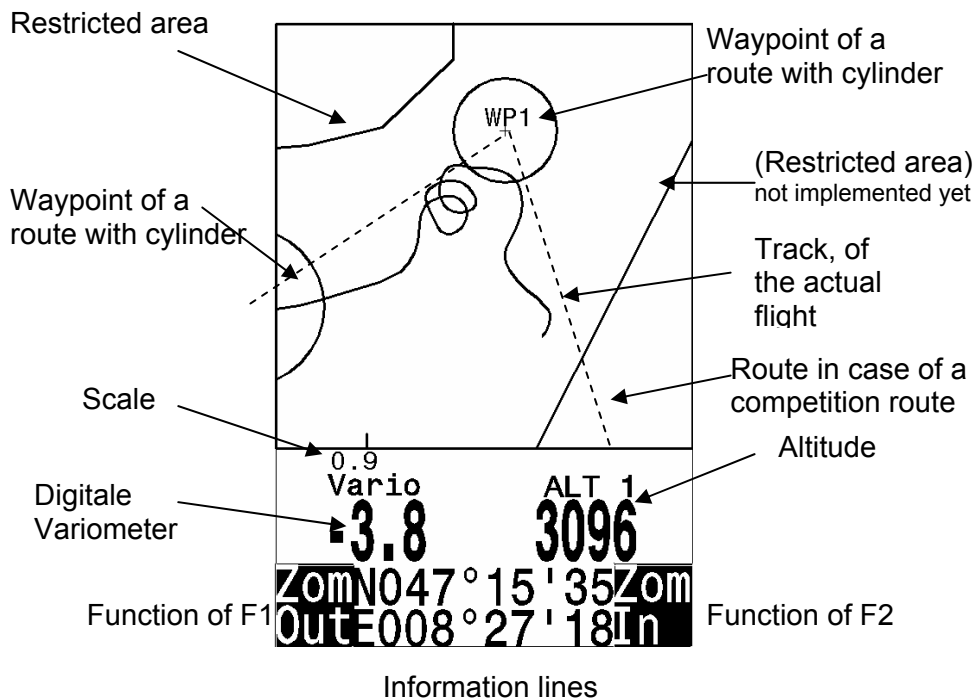 Restricted area
Waypoint of a
route with cylinder
WP1
(Restricted area)
not implemented yet
Waypoint of a
route with cylinder
Track, of
the actual
flight
Route in case of a
competition route
Scale
Altitude
0.9
Vario
ALT 1
Digitale
Variometer
-3.8
3096
Zom
N047°15'35
Zom
Function of F1
Out
E008°27'18
In
Function of F2
Information lines